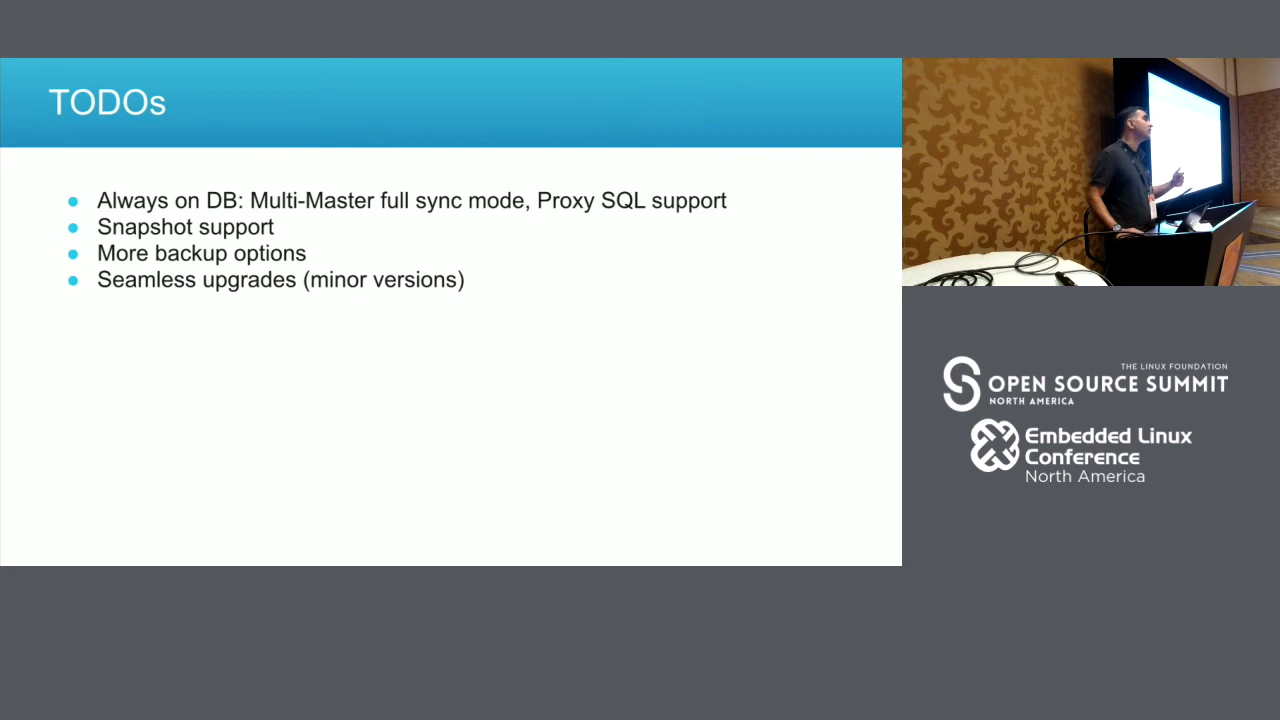 TODOs
Always on DB: Multi-Master full sync mode, Proxy SQL support
Snapshot support
More backup options
Seamless upgrades (minor versions)
THE LINUX FOUNDATION
OPEN SOURCE SUMMIT
NORTH AMERICA
Embedded Linux
Conference
North America